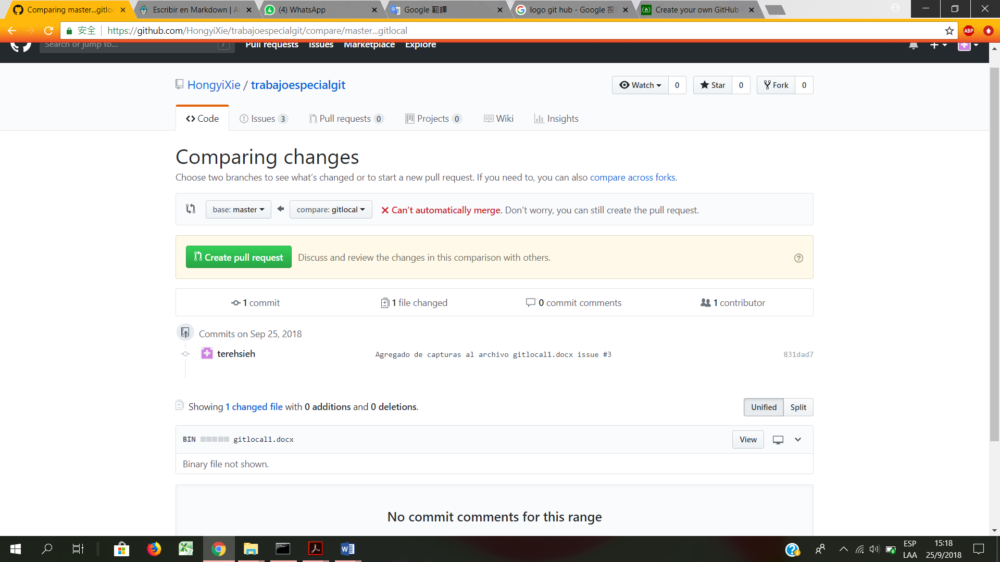 Comparing master...gitloc
Escribir en Markdown | A
(4) WhatsApp
Google 翻譯
logo git hub - Google 搜
Create your own GitHub
安全 https://github.com/HongyiXie/trabajoespecialgit/compare/master...gitlocal
ABP
Search or jump to... /
Pull requests Issues Marketplace Explore
HongyiXie / trabajoespecialgit
Watch 0 Star 0 Fork 0
Code Issues 3 Pull requests 0 Projects 0 Wiki Insights
Comparing changes
Choose two branches to see what’s changed or to start a new pull request. If you need to, you can also compare across forks.
base: master compare: gitlocal Can’t automatically merge. Don’t worry, you can still create the pull request.
Create pull request Discuss and review the changes in this comparison with others.
1 commit 1 file changed 0 commit comments 1 contributor
Commits on Sep 25, 2018
terehsieh Agregado de capturas al archivo gitlocal1.docx issue #3 831dad7
Showing 1 changed file with 0 additions and 0 deletions. Unified Split
BIN gitlocal1.docx View
Binary file not shown.
No commit comments for this range
ESP 15:18
LAA 25/9/2018